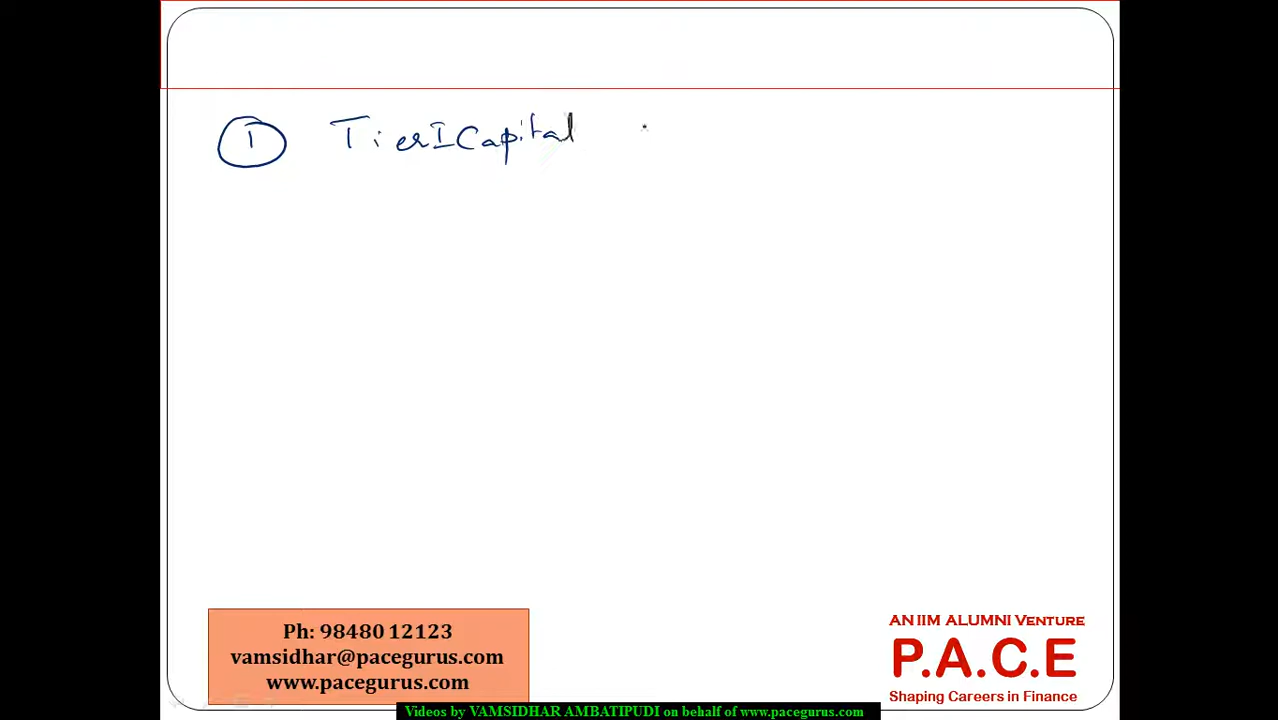 1 Tier I Capital
Ph: 98480 12123
vamsidhar@pacegurus.com
www.pacegurus.com
AN IIM ALUMNI VENTURE
P.A.C.E
Shaping Careers in Finance
Videos by VAMSIDHAR AMBATIPUDI on behalf of www.pacegurus.com